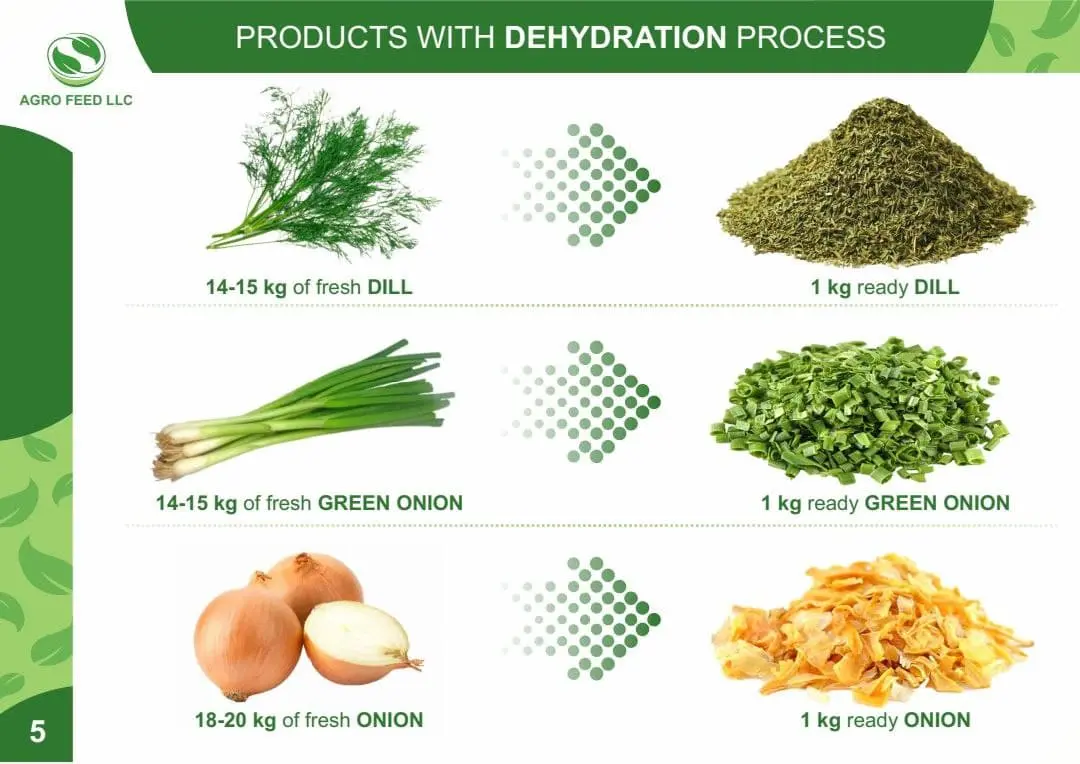 PRODUCTS WITH DEHYDRATION PROCESS
AGRO FEED LLC
14-15 kg of fresh DILL
1 kg ready DILL
14-15 kg of fresh GREEN ONION
1 kg ready GREEN ONION
18-20 kg of fresh ONION
1 kg ready ONION
5